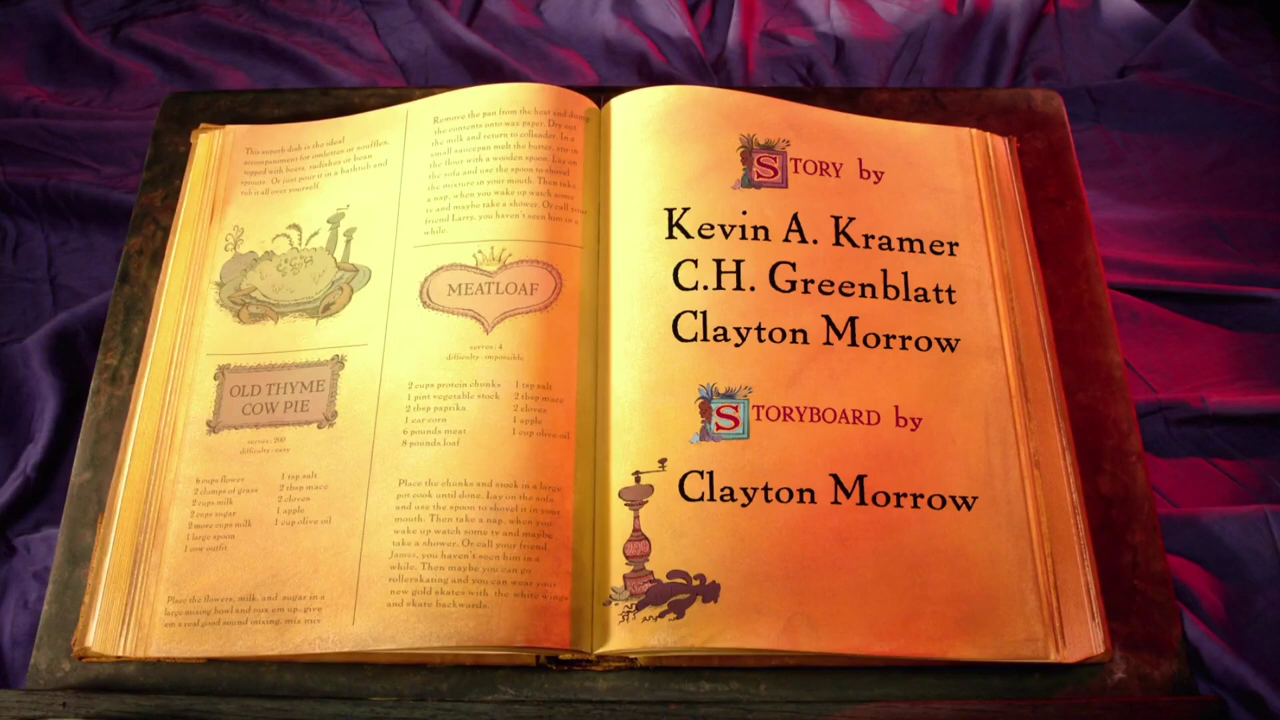 This superb dish is the ideal
accompaniment for omlettes or souffles,
topped with beets, radishes or bean
sprouts. Or just pour it in a bathtub and
rub it all over yourself.
OLD THYME
COW PIE
serves: 200
difficulty: easy
6 cups flower
2 clumps of grass
2 cups milk
2 cups sugar
2 more cups milk
1 large spoon
1 cow outfit
1 tsp salt
2 tbsp mace
2 cloves
1 apple
1 cup olive oil
Place the flowers, milk, and sugar in a
large mixing bowl and mix em up, give
em a real good sound mixing, mix mix
Remove the pan from the heat and dump
the contents onto wax paper. Dry out
the milk and return to collander. In a
small saucepan melt the butter, stir in
the flour with a wooden spoon. Lay on
the sofa and use the spoon to shovel
the mixture in your mouth. Then take
a nap, when you wake up watch some
tv and maybe take a shower. Or call your
friend Larry, you haven't seen him in a
while.
MEATLOAF
serves: 4
difficulty: impossible
2 cups protein chunks
1 pint vegetable stock
2 tbsp paprika
1 ear corn
6 pounds meat
8 pounds loaf
1 tsp salt
2 tbsp mace
2 cloves
1 apple
1 cup olive oil
Place the chunks and stock in a large
pot cook until done. Lay on the sofa
and use the spoon to shovel it in your
mouth. Then take a nap, when you
wake up watch some tv and maybe
take a shower. Or call your friend
James, you haven't seen him in a
while. Then maybe you can go
rollerskating and you can wear your
new gold skates with the white wings
and skate backwards.
STORY by
Kevin A. Kramer
C.H. Greenblatt
Clayton Morrow
STORYBOARD by
Clayton Morrow